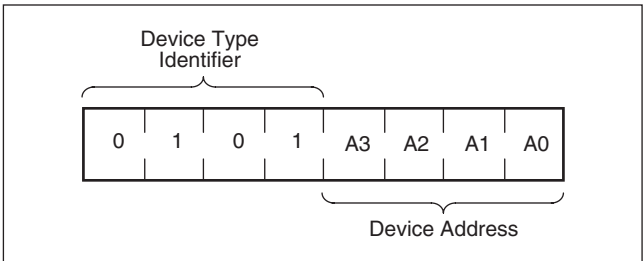 Device Type
Identifier
0 1 0 1 A3 A2 A1 A0
Device Address